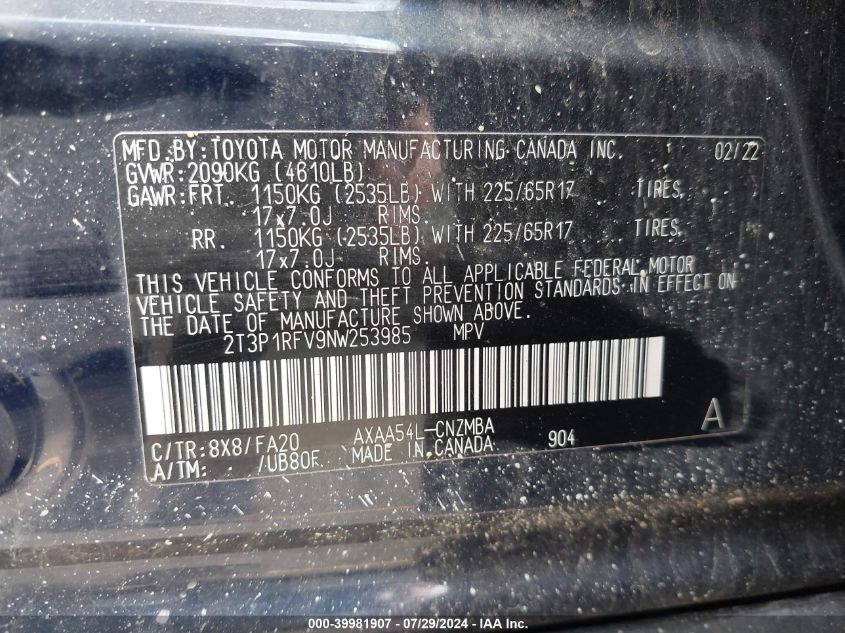 MFD.BY:TOYOTA MOTOR MANUFACTURING CANADA INC. 02/22
GVWR:2090KG (4610LB)
GAWR:FRT. 1150KG (2535LB) WITH 225/65R17 TIRES,
17x7.0J RIMS.
RR. 1150KG (2535LB) WITH 225/65R17 TIRES,
17x7.0J RIMS.
THIS VEHICLE CONFORMS TO ALL APPLICABLE FEDERAL MOTOR
VEHICLE SAFETY AND THEFT PREVENTION STANDARDS IN EFFECT ON
THE DATE OF MANUFACTURE SHOWN ABOVE.
2T3P1RFV9NW253985 MPV
A
C/TR:8X8/FA20 AXAA54L-CNZMBA 904
A/TM: /UB80F MADE IN CANADA
000-39981907 - 07/29/2024 - IAA Inc.